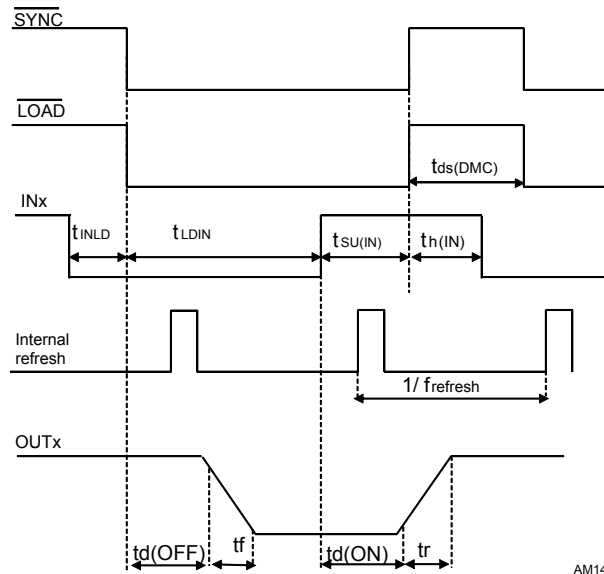 SYNC
LOAD
tds(DMC)
INx
tINLD
tLDIN
tSU(IN)
th(IN)
Internal
refresh
1/ frefresh
OUTx
td(OFF)
tf
td(ON)
tr
AM14